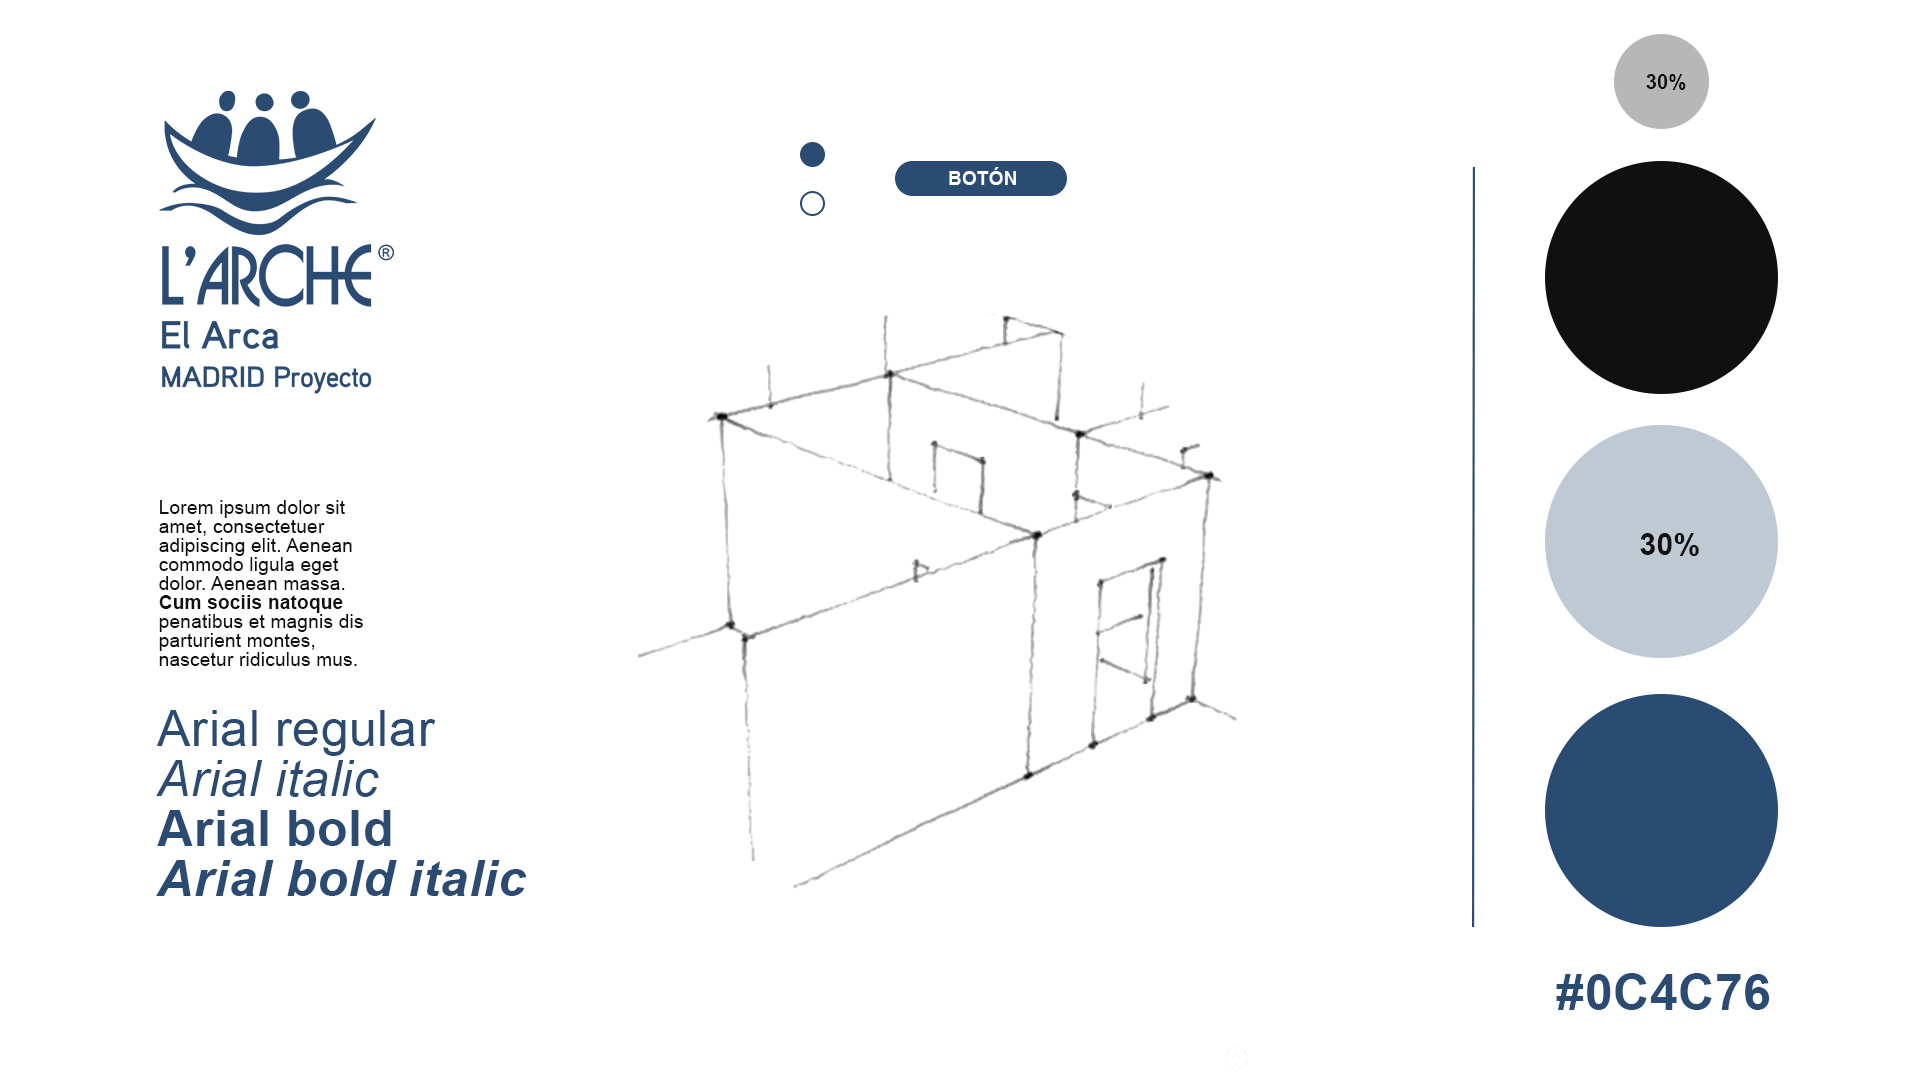 L'ARCHE®
El Arca
MADRID Proyecto
Lorem ipsum dolor sit
amet, consectetuer
adipiscing elit. Aenean
commodo ligula eget
dolor. Aenean massa.
Cum sociis natoque
penatibus et magnis dis
parturient montes,
nascetur ridiculus mus.
Arial regular
Arial italic
Arial bold
Arial bold italic
BOTÓN
30%
30%
#0C4C76